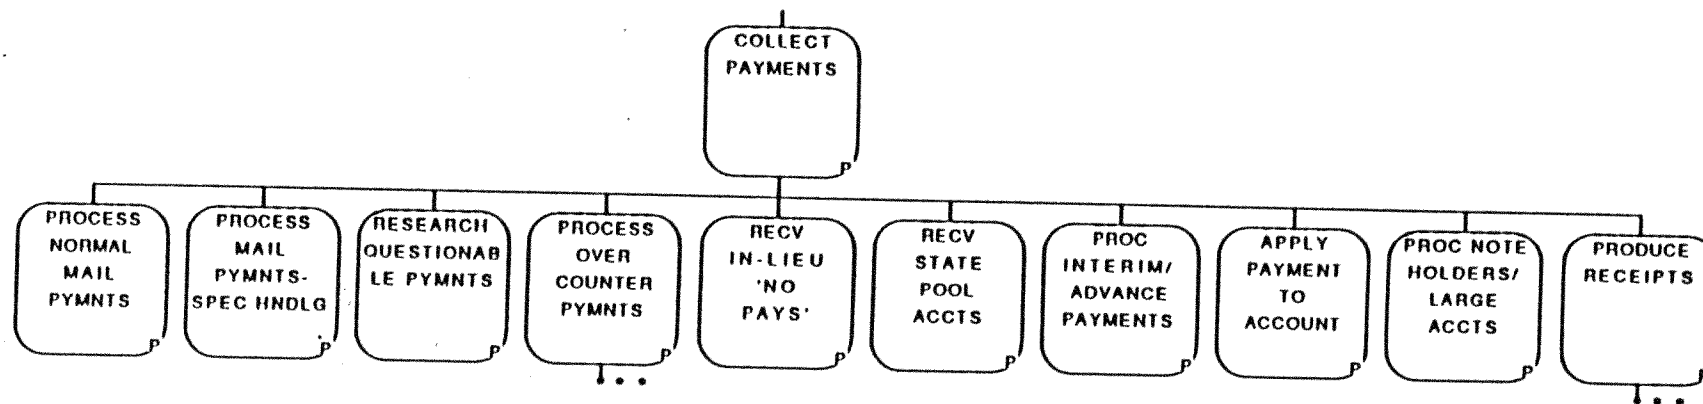 COLLECT
PAYMENTS
P
PROCESS
NORMAL
MAIL
PYMNTS
P
PROCESS
MAIL
PYMNTS-
SPEC HNDLG
P
RESEARCH
QUESTIONAB
LE PYMNTS
P
PROCESS
OVER
COUNTER
PYMNTS
P
...
RECV
IN-LIEU
'NO
PAYS'
P
RECV
STATE
POOL
ACCTS
P
PROC
INTERIM/
ADVANCE
PAYMENTS
P
APPLY
PAYMENT
TO
ACCOUNT
P
PROC NOTE
HOLDERS/
LARGE
ACCTS
P
PRODUCE
RECEIPTS
P
...